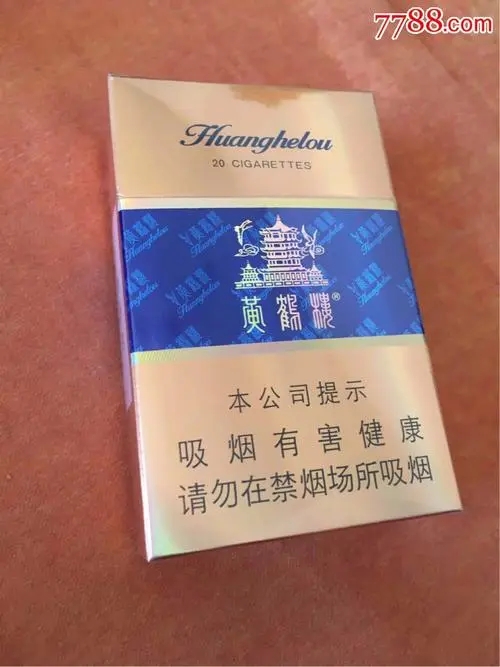 7788.com
Huanghelou
20 CIGARETTES
黄鹤楼®
本公司提示
吸烟有害健康
请勿在禁烟场所吸烟